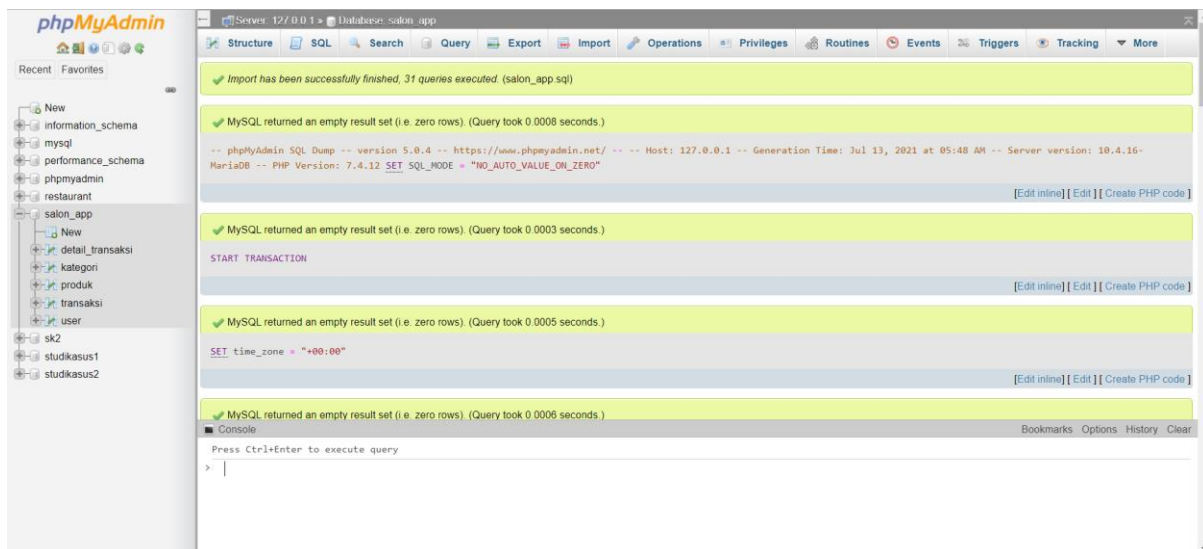 phpMyAdmin
Recent Favorites
New
information_schema
mysql
performance_schema
phpmyadmin
restaurant
salon_app
New
detail_transaksi
kategori
produk
transaksi
user
sk2
studikasus1
studikasus2
Server: 127.0.0.1 » Database: salon_app
Structure SQL Search Query Export Import Operations Privileges Routines Events Triggers Tracking More
Import has been successfully finished, 31 queries executed. (salon_app.sql)
MySQL returned an empty result set (i.e. zero rows). (Query took 0.0008 seconds.)
-- phpMyAdmin SQL Dump -- version 5.0.4 -- https://www.phpmyadmin.net/ -- -- Host: 127.0.0.1 -- Generation Time: Jul 13, 2021 at 05:48 AM -- Server version: 10.4.16-
MariaDB -- PHP Version: 7.4.12 SET SQL_MODE = "NO_AUTO_VALUE_ON_ZERO"
[Edit inline] [ Edit ] [ Create PHP code ]
MySQL returned an empty result set (i.e. zero rows). (Query took 0.0003 seconds.)
START TRANSACTION
[Edit inline] [ Edit ] [ Create PHP code ]
MySQL returned an empty result set (i.e. zero rows). (Query took 0.0005 seconds.)
SET time_zone = "+00:00"
[Edit inline] [ Edit ] [ Create PHP code ]
MySQL returned an empty result set (i.e. zero rows). (Query took 0.0006 seconds.)
Console Bookmarks Options History Clear
Press Ctrl+Enter to execute query
>